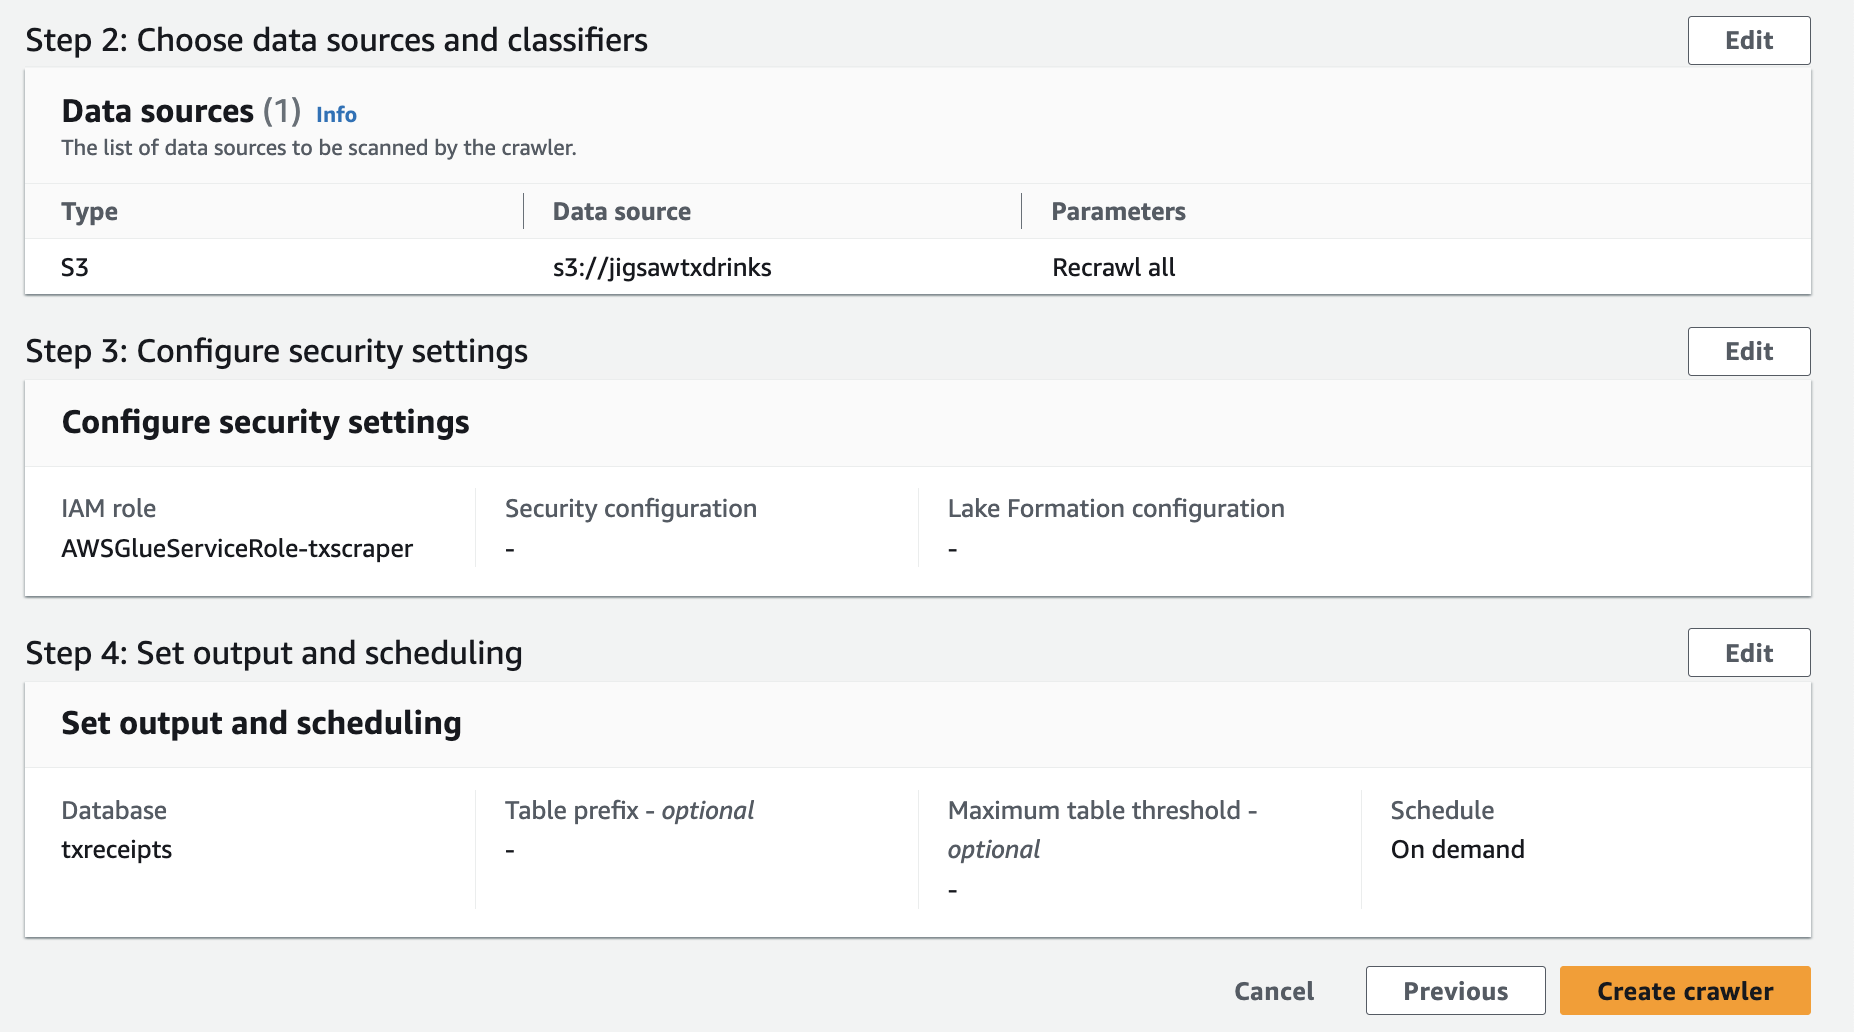 Step 2: Choose data sources and classifiers
Edit
Data sources (1) Info
The list of data sources to be scanned by the crawler.
Type Data source Parameters
S3 s3://jigsawtxdrinks Recrawl all
Step 3: Configure security settings
Edit
Configure security settings
IAM role Security configuration Lake Formation configuration
AWSGlueServiceRole-txscraper - -
Step 4: Set output and scheduling
Edit
Set output and scheduling
Database
txreceipts
Table prefix - optional
-
Maximum table threshold -
optional
-
Schedule
On demand
Cancel Previous Create crawler